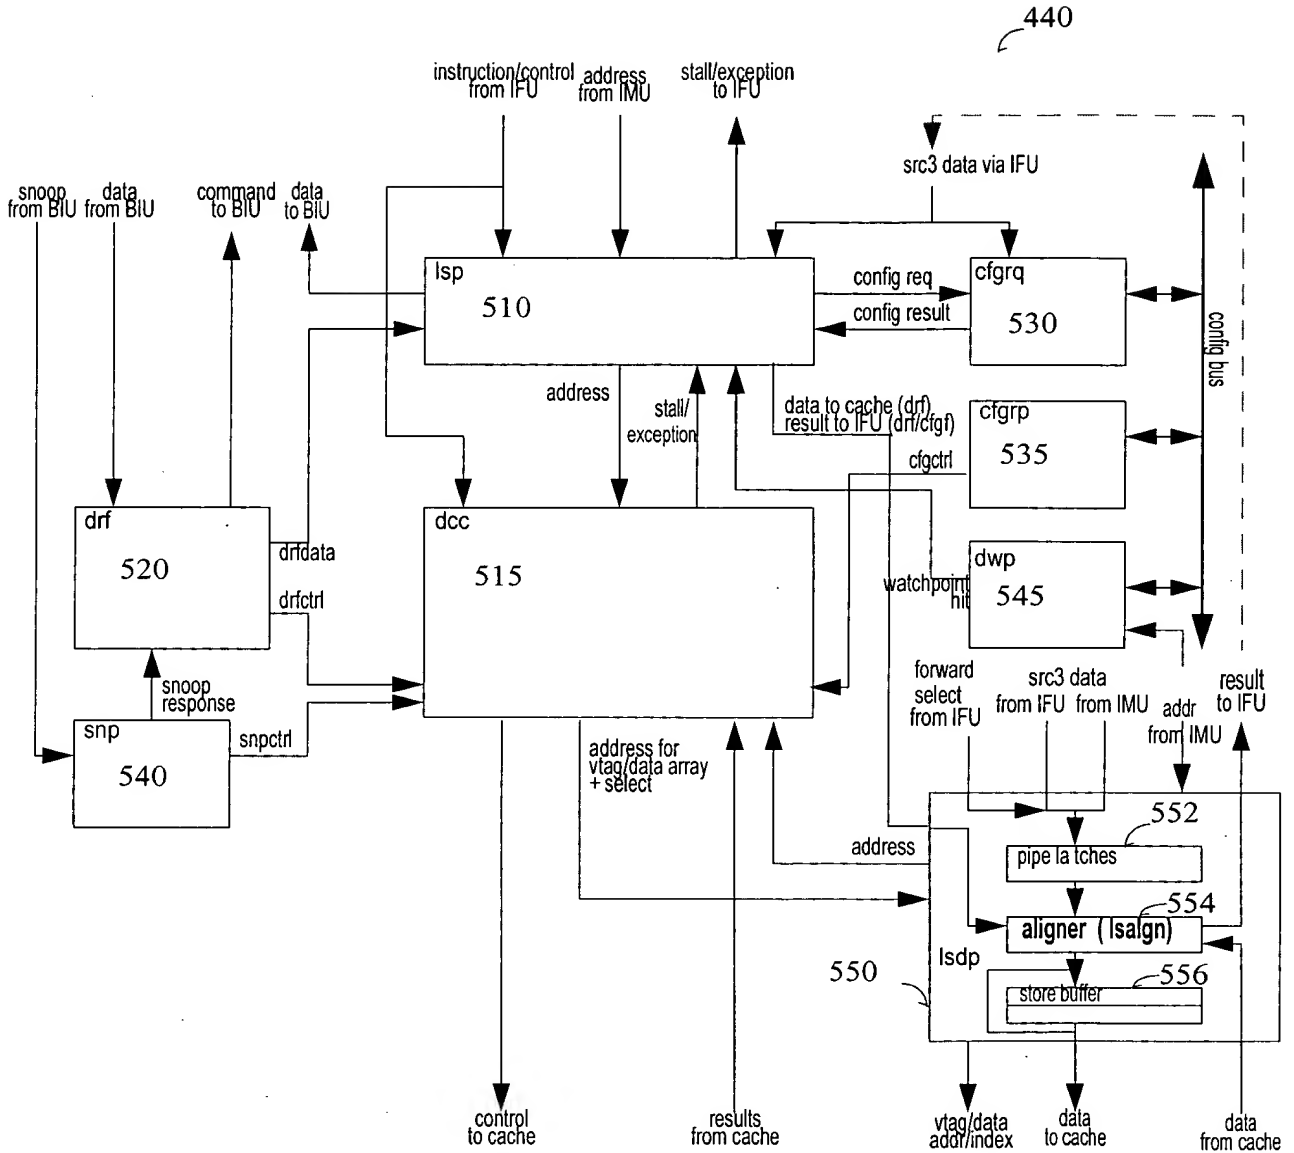 440
instruction/control
from IFU
address
from IMU
stall/exception
to IFU
src3 data via IFU
snoop
from BIU
data
from BIU
command
to BIU
data
to BIU
lsp
510
config req
config result
cfgrq
530
config bus
address
stall/
exception
data to cache (drf)
result to IFU (drf/cfgf)
cfgctrl
cfgrp
535
drf
520
drfdata
drfctrl
dcc
515
watchpoint
hit
dwp
545
snoop
response
snp
540
snpctrl
forward
select
from IFU
src3 data
from IFU
from IMU
addr
from IMU
result
to IFU
address for
vtag/data array
+ select
address
552
pipe la tches
554
aligner ( lsalgn)
lsdp
550
556
store buffer
control
to cache
results
from cache
vtag/data
addr/index
data
to cache
data
from cache